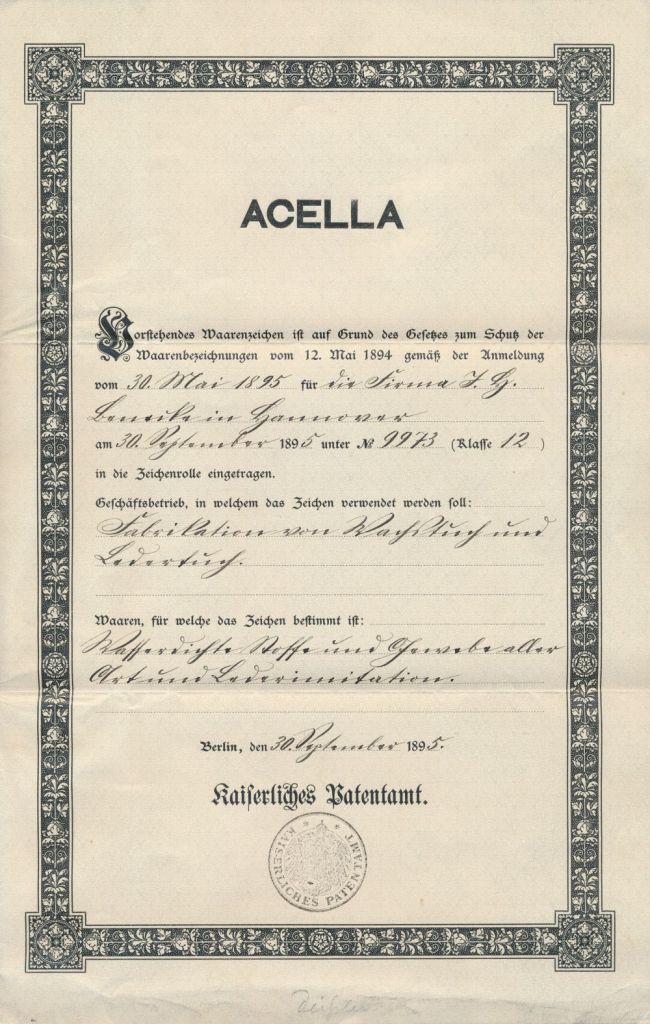 ACELLA
Vorstehendes Waarenzeichen ist auf Grund des Gesetzes zum Schutz der
Waarenbezeichnungen vom 12. Mai 1894 gemäß der Anmeldung
vom 30. Mai 1895 für die Firma J. H.
Benecke in Hannover
am 30. September 1895 unter № 9973 (Klasse 12)
in die Zeichenrolle eingetragen.
Geschäftsbetrieb, in welchem das Zeichen verwendet werden soll:
Fabrikation von Wachstuch und
Ledertuch.
Waaren, für welche das Zeichen bestimmt ist:
Wasserdichte Stoffe und Gewebe aller
Art und Lederimitation.
Berlin, den 30. September 1895.
Kaiserliches Patentamt.
* KAISERLICHES PATENTAMT *